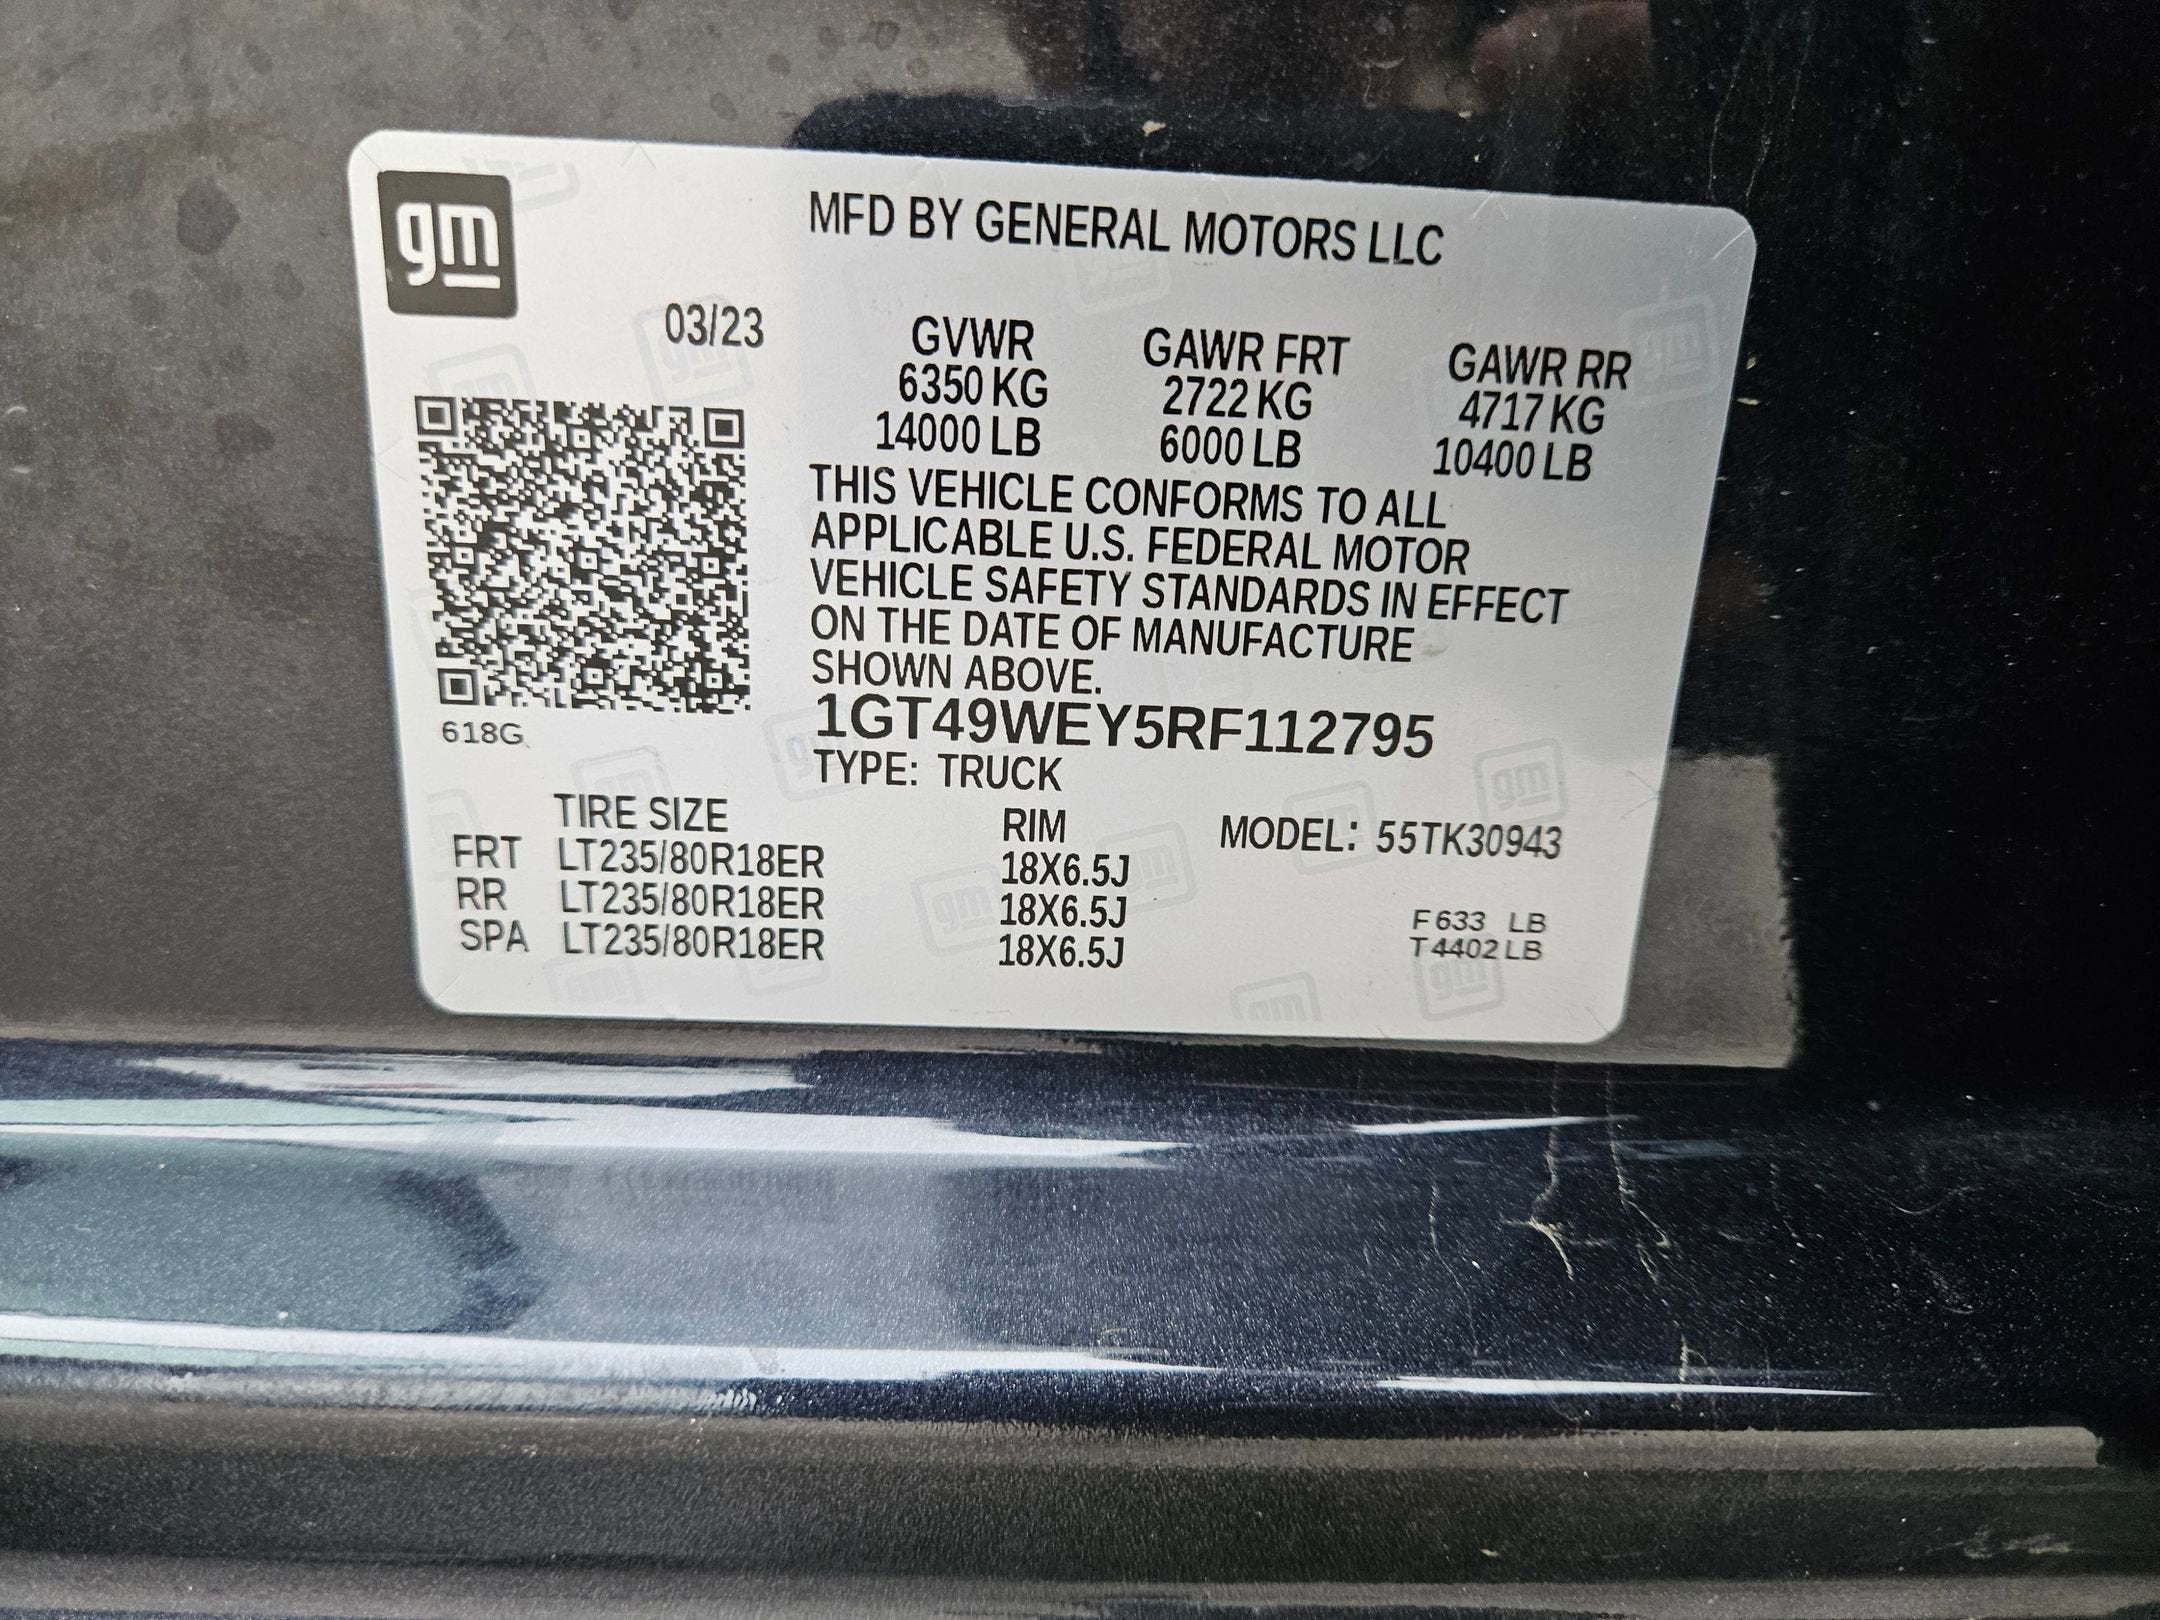 gm
MFD BY GENERAL MOTORS LLC
03/23
GVWR GAWR FRT GAWR RR
6350 KG 2722 KG 4717 KG
14000 LB 6000 LB 10400 LB
THIS VEHICLE CONFORMS TO ALL
APPLICABLE U.S. FEDERAL MOTOR
VEHICLE SAFETY STANDARDS IN EFFECT
ON THE DATE OF MANUFACTURE
SHOWN ABOVE.
1GT49WEY5RF112795
618G
TYPE: TRUCK
TIRE SIZE RIM MODEL: 55TK30943
FRT LT235/80R18ER 18X6.5J
RR LT235/80R18ER 18X6.5J
SPA LT235/80R18ER 18X6.5J
F 633 LB
T 4402 LB